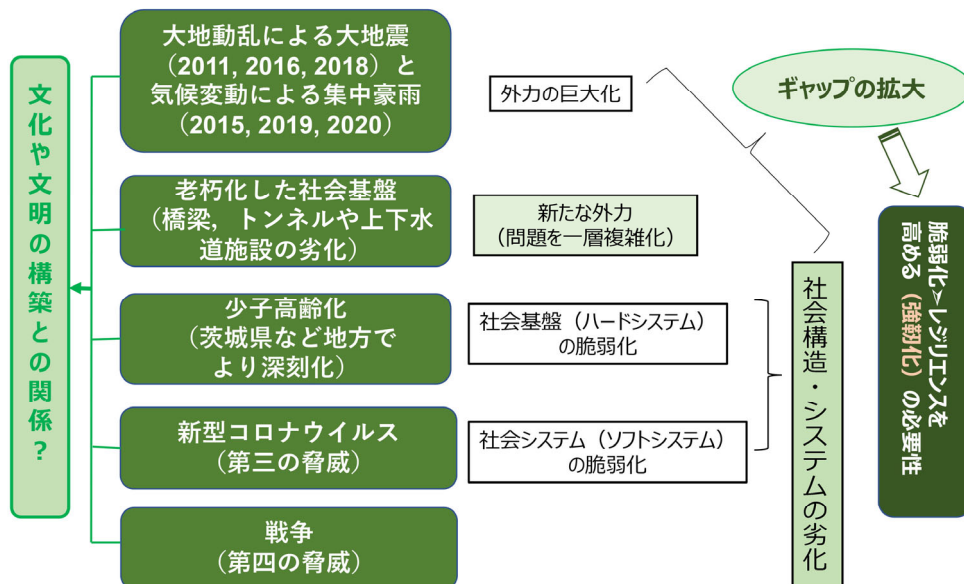 文化や文明の構築との関係？
大地動乱による大地震
（2011, 2016, 2018）と
気候変動による集中豪雨
（2015, 2019, 2020）
老朽化した社会基盤
（橋梁，トンネルや上下水
道施設の劣化）
少子高齢化
（茨城県など地方で
より深刻化）
新型コロナウイルス
（第三の脅威）
戦争
（第四の脅威）
外力の巨大化
新たな外力
（問題を一層複雑化）
社会基盤（ハードシステム）
の脆弱化
社会システム（ソフトシステム）
の脆弱化
社会構造・システムの劣化
ギャップの拡大
脆弱化➢レジリエンスを
高める（強靭化）の必要性